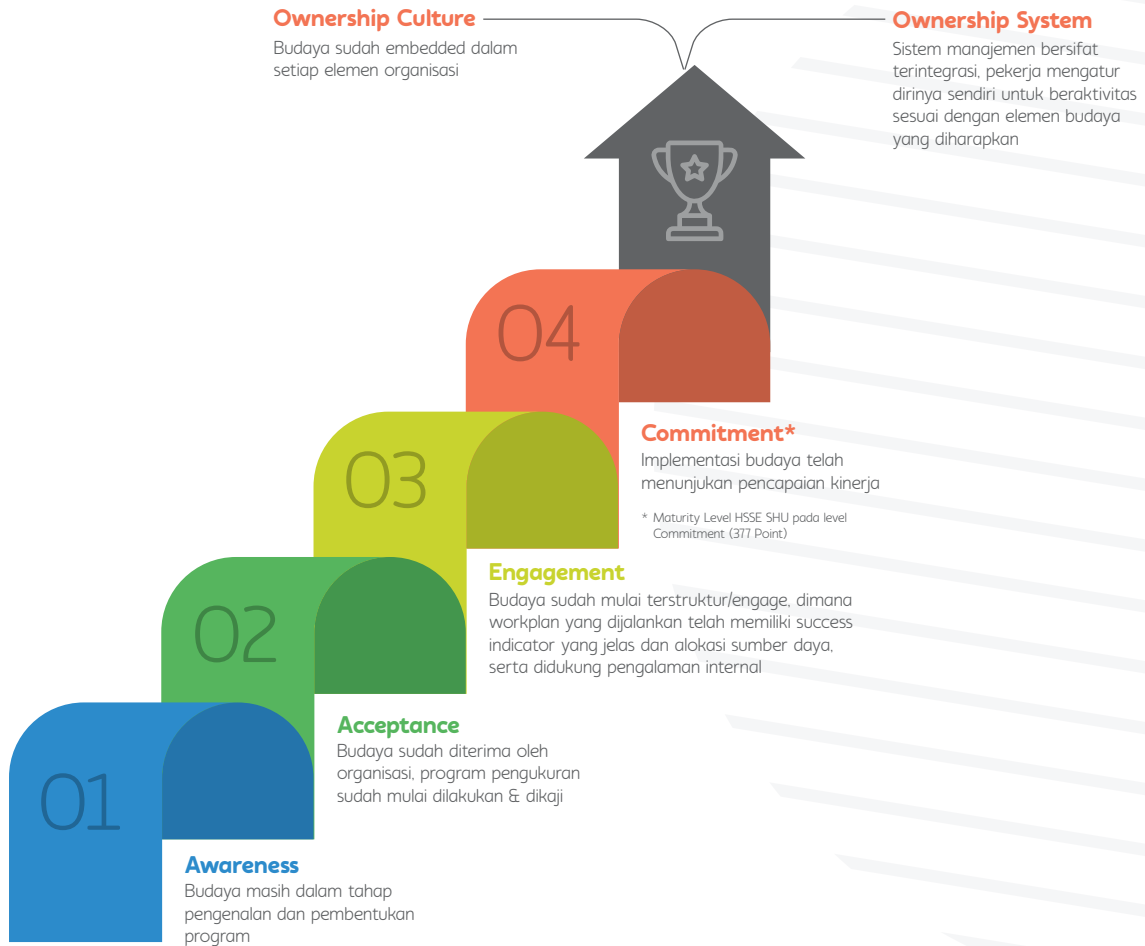 Ownership Culture
Budaya sudah embedded dalam
setiap elemen organisasi
Ownership System
Sistem manajemen bersifat
terintegrasi, pekerja mengatur
dirinya sendiri untuk beraktivitas
sesuai dengan elemen budaya
yang diharapkan
04
Commitment*
Implementasi budaya telah
menunjukan pencapaian kinerja
* Maturity Level HSSE SHU pada level
Commitment (377 Point)
03
Engagement
Budaya sudah mulai terstruktur/engage, dimana
workplan yang dijalankan telah memiliki success
indicator yang jelas dan alokasi sumber daya,
serta didukung pengalaman internal
02
Acceptance
Budaya sudah diterima oleh
organisasi, program pengukuran
sudah mulai dilakukan & dikaji
01
Awareness
Budaya masih dalam tahap
pengenalan dan pembentukan
program